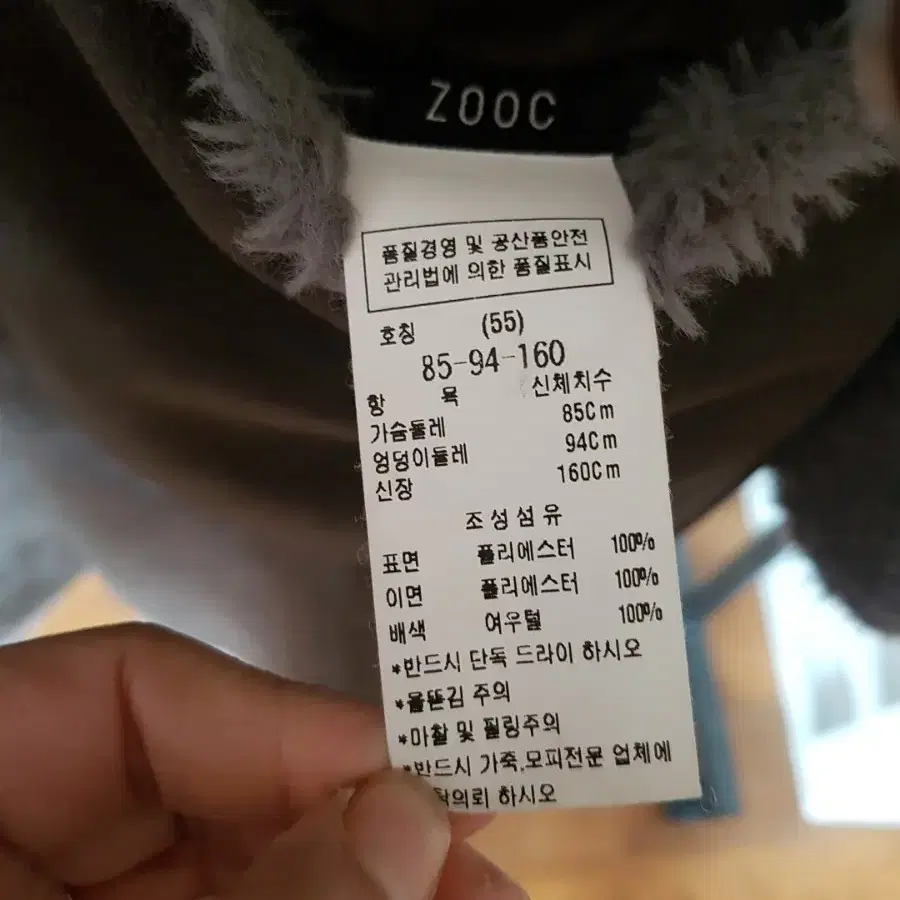 ZOOC
품질경영 및 공산품안전
관리법에 의한 품질표시
호칭 (55)
85-94-160
항 목 신체치수
가슴둘레 85Cm
엉덩이둘레 94Cm
신장 160Cm
조성섬유
표면 폴리에스터 100%
이면 폴리에스터 100%
배색 여우털 100%
*반드시 단독 드라이 하시오
*올뜯김 주의
*마찰 및 필링주의
*반드시 가죽,모피전문 업체에
의뢰 하시오